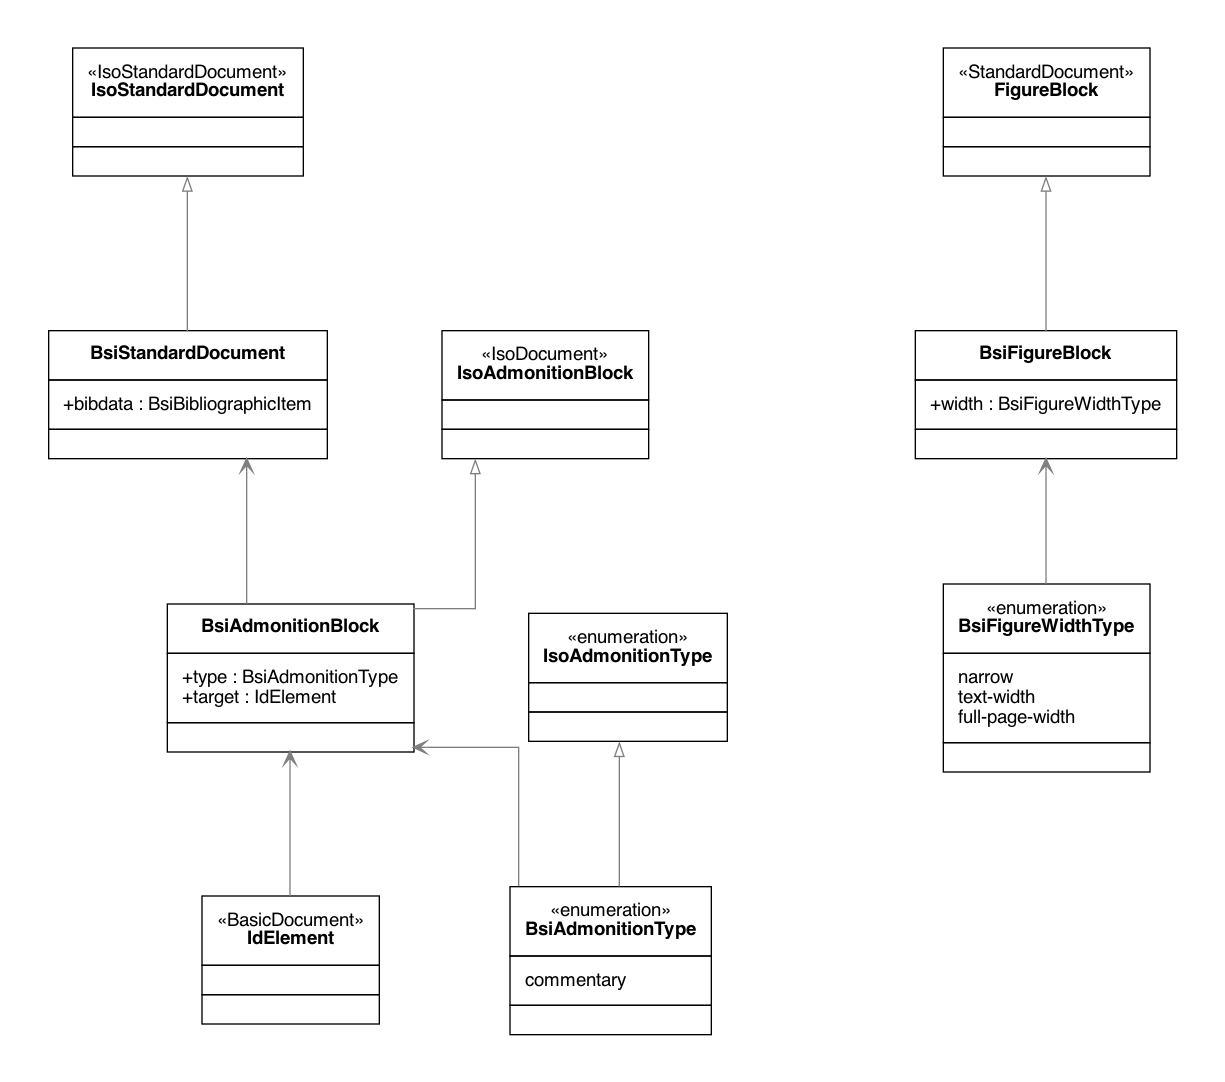 «IsoStandardDocument»
IsoStandardDocument
«StandardDocument»
FigureBlock
BsiStandardDocument
+bibdata : BsiBibliographicItem
«IsoDocument»
IsoAdmonitionBlock
BsiFigureBlock
+width : BsiFigureWidthType
BsiAdmonitionBlock
+type : BsiAdmonitionType
+target : IdElement
«enumeration»
IsoAdmonitionType
«enumeration»
BsiFigureWidthType
narrow
text-width
full-page-width
«BasicDocument»
IdElement
«enumeration»
BsiAdmonitionType
commentary